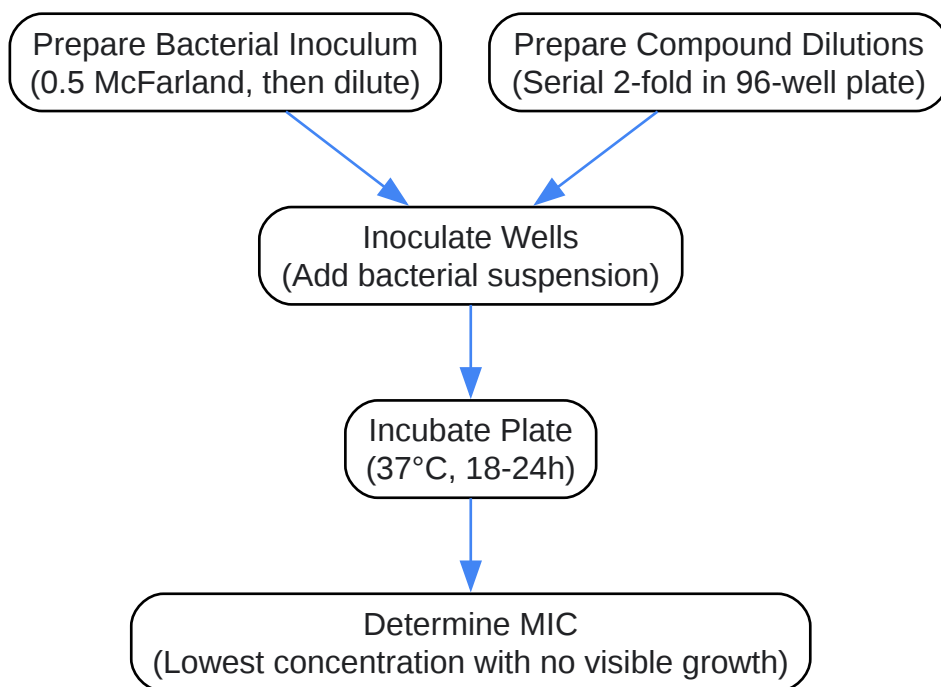 Prepare Bacterial Inoculum
(0.5 McFarland, then dilute)
Prepare Compound Dilutions
(Serial 2-fold in 96-well plate)
Inoculate Wells
(Add bacterial suspension)
Incubate Plate
(37°C, 18-24h)
Determine MIC
(Lowest concentration with no visible growth)